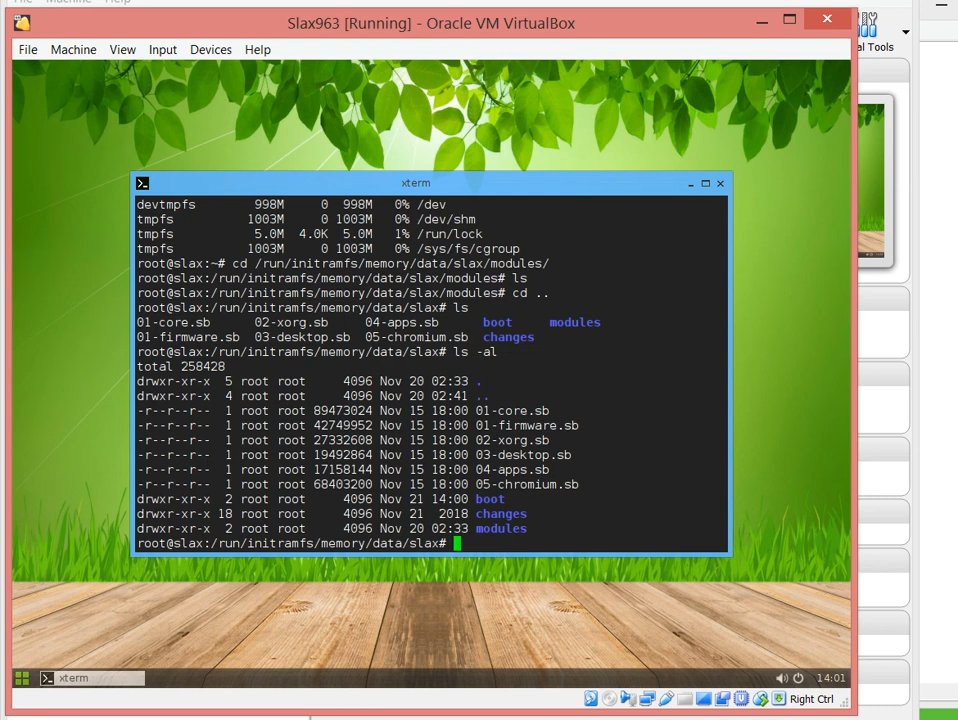 Slax963 [Running] - Oracle VM VirtualBox
al Tools
File Machine View Input Devices Help
xterm
devtmpfs 998M 0 998M 0% /dev
tmpfs 1003M 0 1003M 0% /dev/shm
tmpfs 5.0M 4.0K 5.0M 1% /run/lock
tmpfs 1003M 0 1003M 0% /sys/fs/cgroup
root@slax:~# cd /run/initramfs/memory/data/slax/modules/
root@slax:/run/initramfs/memory/data/slax/modules# ls
root@slax:/run/initramfs/memory/data/slax/modules# cd ..
root@slax:/run/initramfs/memory/data/slax# ls
01-core.sb 02-xorg.sb 04-apps.sb boot modules
01-firmware.sb 03-desktop.sb 05-chromium.sb changes
root@slax:/run/initramfs/memory/data/slax# ls -al
total 258428
drwxr-xr-x 5 root root 4096 Nov 20 02:33 .
drwxr-xr-x 4 root root 4096 Nov 20 02:41 ..
-r--r--r-- 1 root root 89473024 Nov 15 18:00 01-core.sb
-r--r--r-- 1 root root 42749952 Nov 15 18:00 01-firmware.sb
-r--r--r-- 1 root root 27332608 Nov 15 18:00 02-xorg.sb
-r--r--r-- 1 root root 19492864 Nov 15 18:00 03-desktop.sb
-r--r--r-- 1 root root 17158144 Nov 15 18:00 04-apps.sb
-r--r--r-- 1 root root 68403200 Nov 15 18:00 05-chromium.sb
drwxr-xr-x 2 root root 4096 Nov 21 14:00 boot
drwxr-xr-x 18 root root 4096 Nov 21 2018 changes
drwxr-xr-x 2 root root 4096 Nov 20 02:33 modules
root@slax:/run/initramfs/memory/data/slax#
xterm
14:01
Right Ctrl